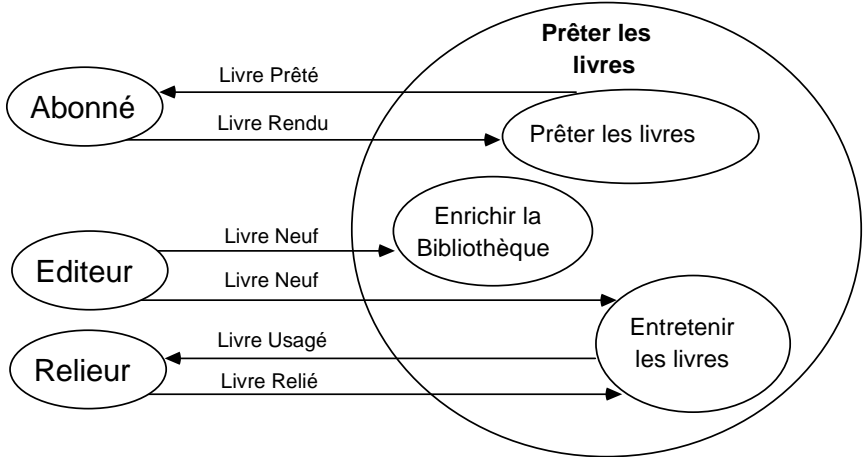 Prêter les
livres
Livre Prêté
Abonné
Livre Rendu
Prêter les livres
Enrichir la
Bibliothèque
Livre Neuf
Editeur
Livre Neuf
Entretenir
les livres
Livre Usagé
Relieur
Livre Relié